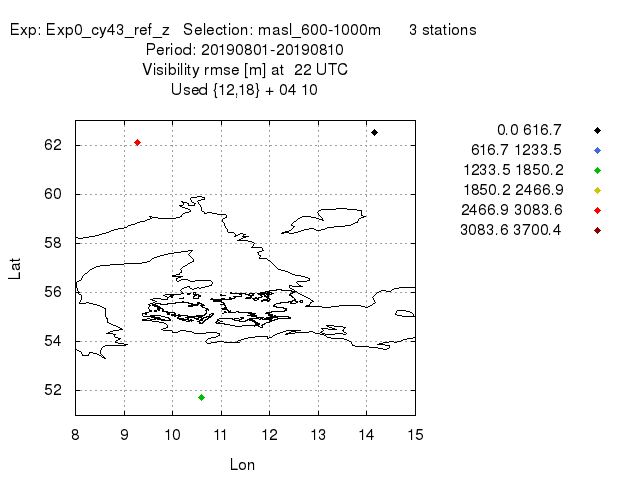 Exp: Exp0_cy43_ref_z   Selection: masl_600-1000m      3 stations
Period: 20190801-20190810
Visibility rmse [m] at  22 UTC
Used {12,18} + 04 10
0.0 616.7
616.7 1233.5
1233.5 1850.2
1850.2 2466.9
2466.9 3083.6
3083.6 3700.4
62
60
58
56
54
52
Lat
8 9 10 11 12 13 14 15
Lon